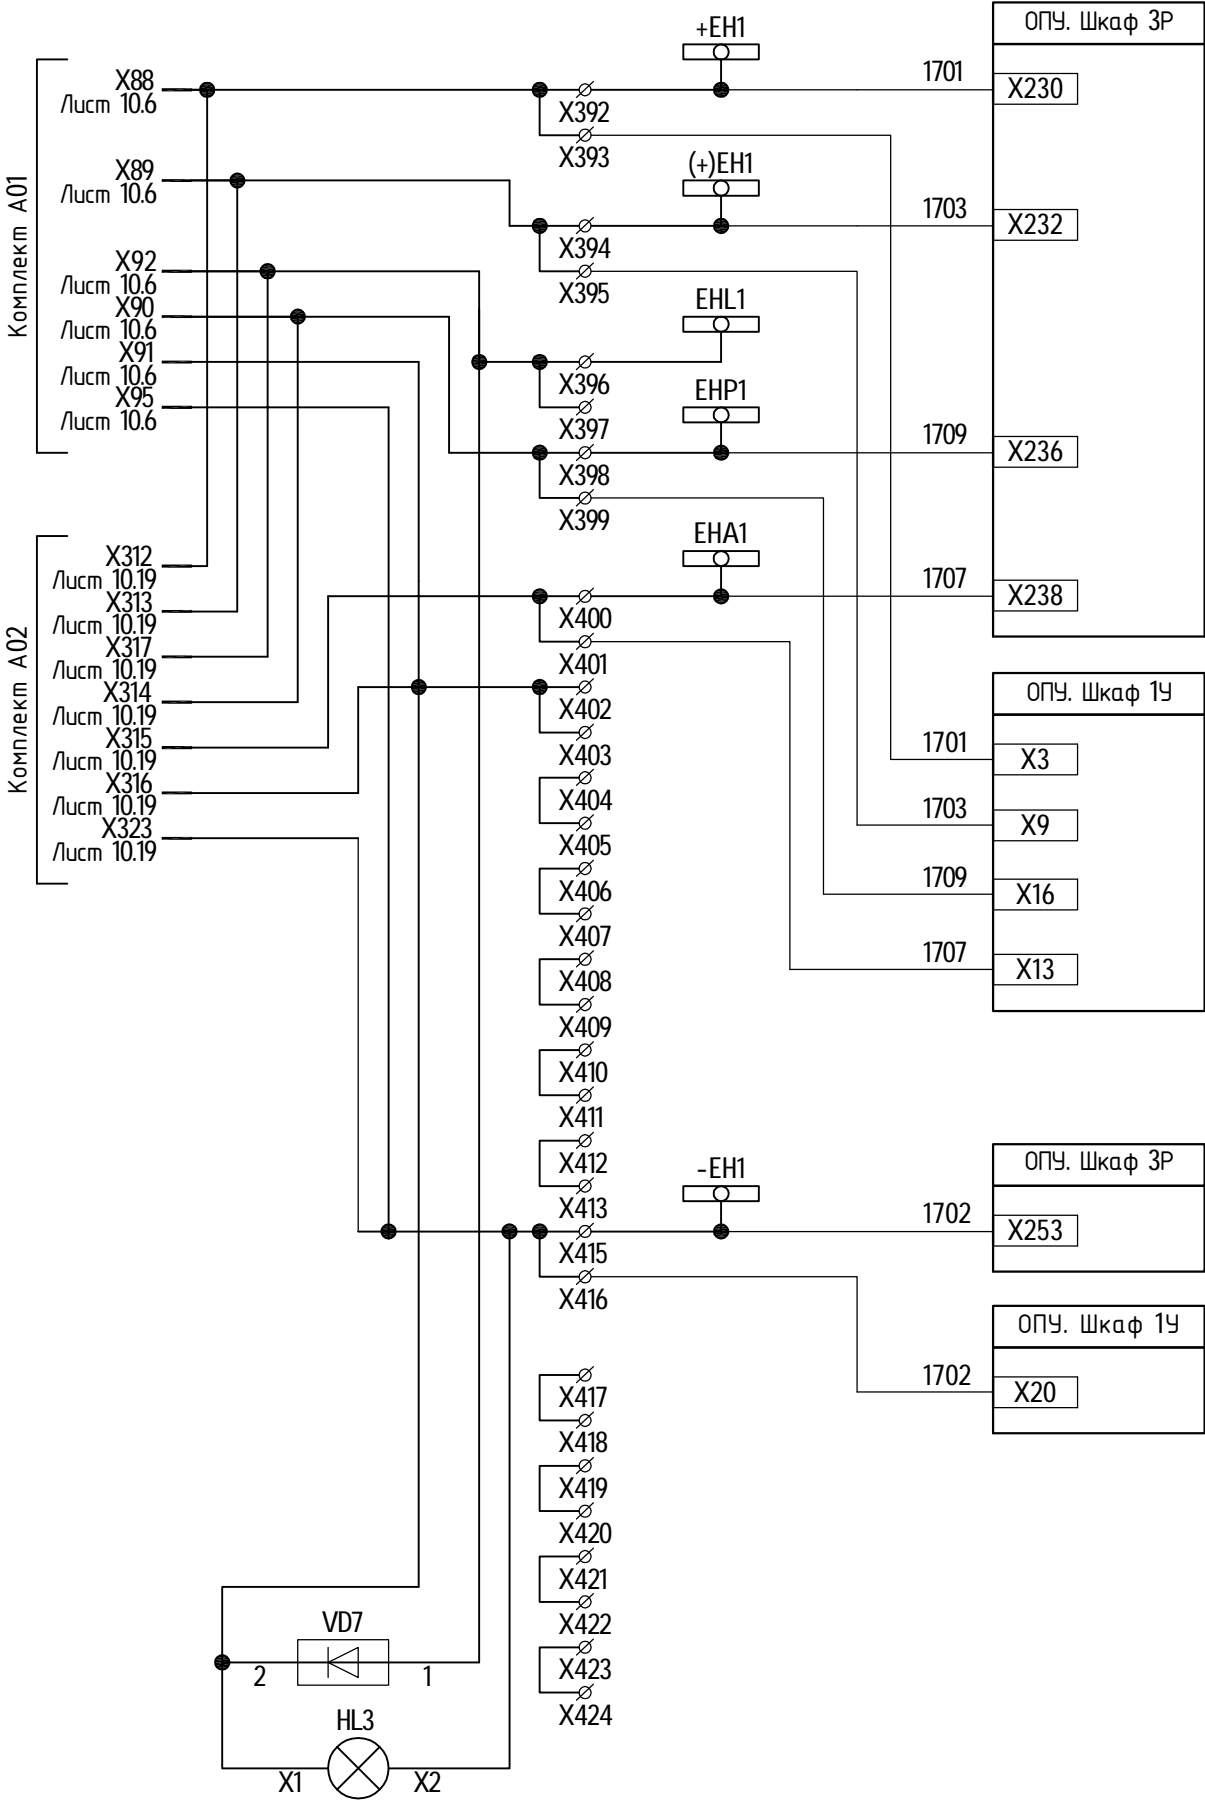 +EH1
ОПУ. Шкаф 3Р
Комплект А01
X88
Лист 10.6
X392
1701
X230
X393
X89
Лист 10.6
(+)EH1
X394
1703
X232
X395
X92
Лист 10.6
X90
Лист 10.6
EHL1
X91
Лист 10.6
X396
X95
Лист 10.6
X397
EHP1
X398
1709
X236
X399
EHA1
Комплект А02
X312
Лист 10.19
X313
Лист 10.19
X400
1707
X238
X317
Лист 10.19
X401
X314
Лист 10.19
X402
ОПУ. Шкаф 1У
X315
Лист 10.19
X403
1701
X3
X316
Лист 10.19
X404
X323
Лист 10.19
X405
1703
X9
X406
1709
X16
X407
X408
1707
X13
X409
X410
X411
X412
-EH1
ОПУ. Шкаф 3Р
X413
X415
1702
X253
X416
ОПУ. Шкаф 1У
X417
1702
X20
X418
X419
X420
X421
X422
VD7
2
1
X423
X424
HL3
X1
X2